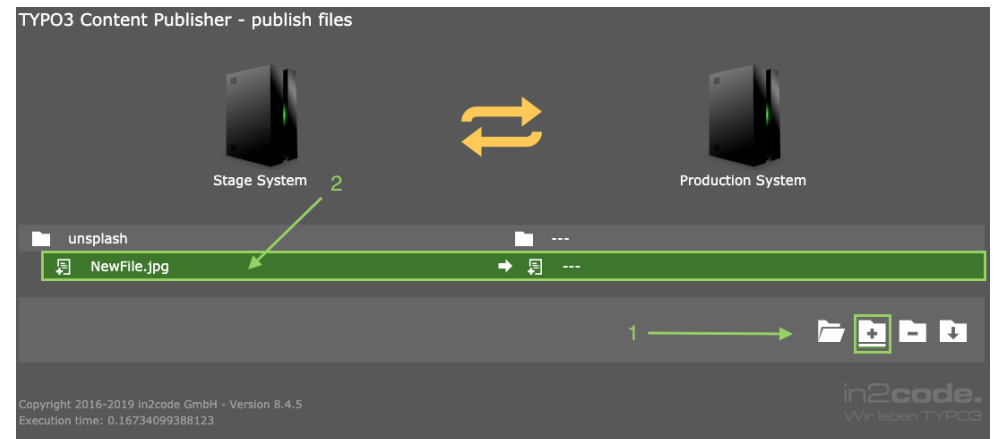 TYPO3 Content Publisher - publish files
Stage System
2
Production System
unsplash
---
NewFile.jpg
---
1
Copyright 2016-2019 in2code GmbH - Version 8.4.5
Execution time: 0.16734099388123
in2code.
Wir leben TYPO3